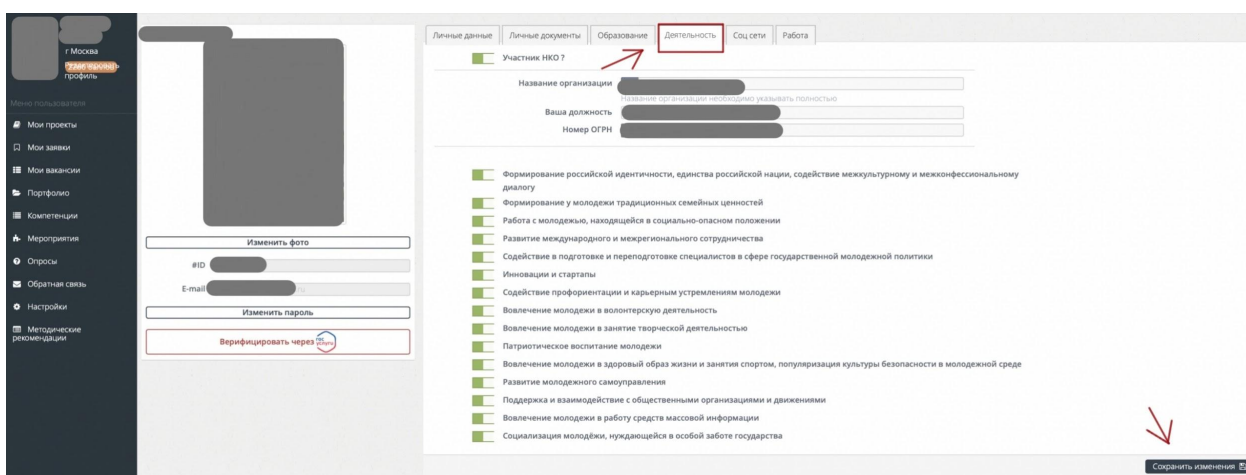 г Москва
Редактировать
профиль
Меню пользователя
Мои проекты
Мои заявки
Мои вакансии
Портфолио
Компетенции
Мероприятия
Опросы
Обратная связь
Настройки
Методические
рекомендации
Изменить фото
#ID
E-mail
ru
Изменить пароль
Верифицировать через гос услуги
Личные данные
Личные документы
Образование
Деятельность
Соц сети
Работа
Участник НКО ?
Название организации
Название организации необходимо указывать полностью
Ваша должность
Номер ОГРН
Формирование российской идентичности, единства российской нации, содействие межкультурному и межконфессиональному
диалогу
Формирование у молодежи традиционных семейных ценностей
Работа с молодежью, находящейся в социально-опасном положении
Развитие международного и межрегионального сотрудничества
Содействие в подготовке и переподготовке специалистов в сфере государственной молодежной политики
Инновации и стартапы
Содействие профориентации и карьерным устремлениям молодежи
Вовлечение молодежи в волонтерскую деятельность
Вовлечение молодежи в занятие творческой деятельностью
Патриотическое воспитание молодежи
Вовлечение молодежи в здоровый образ жизни и занятия спортом, популяризация культуры безопасности в молодежной среде
Развитие молодежного самоуправления
Поддержка и взаимодействие с общественными организациями и движениями
Вовлечение молодежи в работу средств массовой информации
Социализация молодёжи, нуждающейся в особой заботе государства
Сохранить изменения